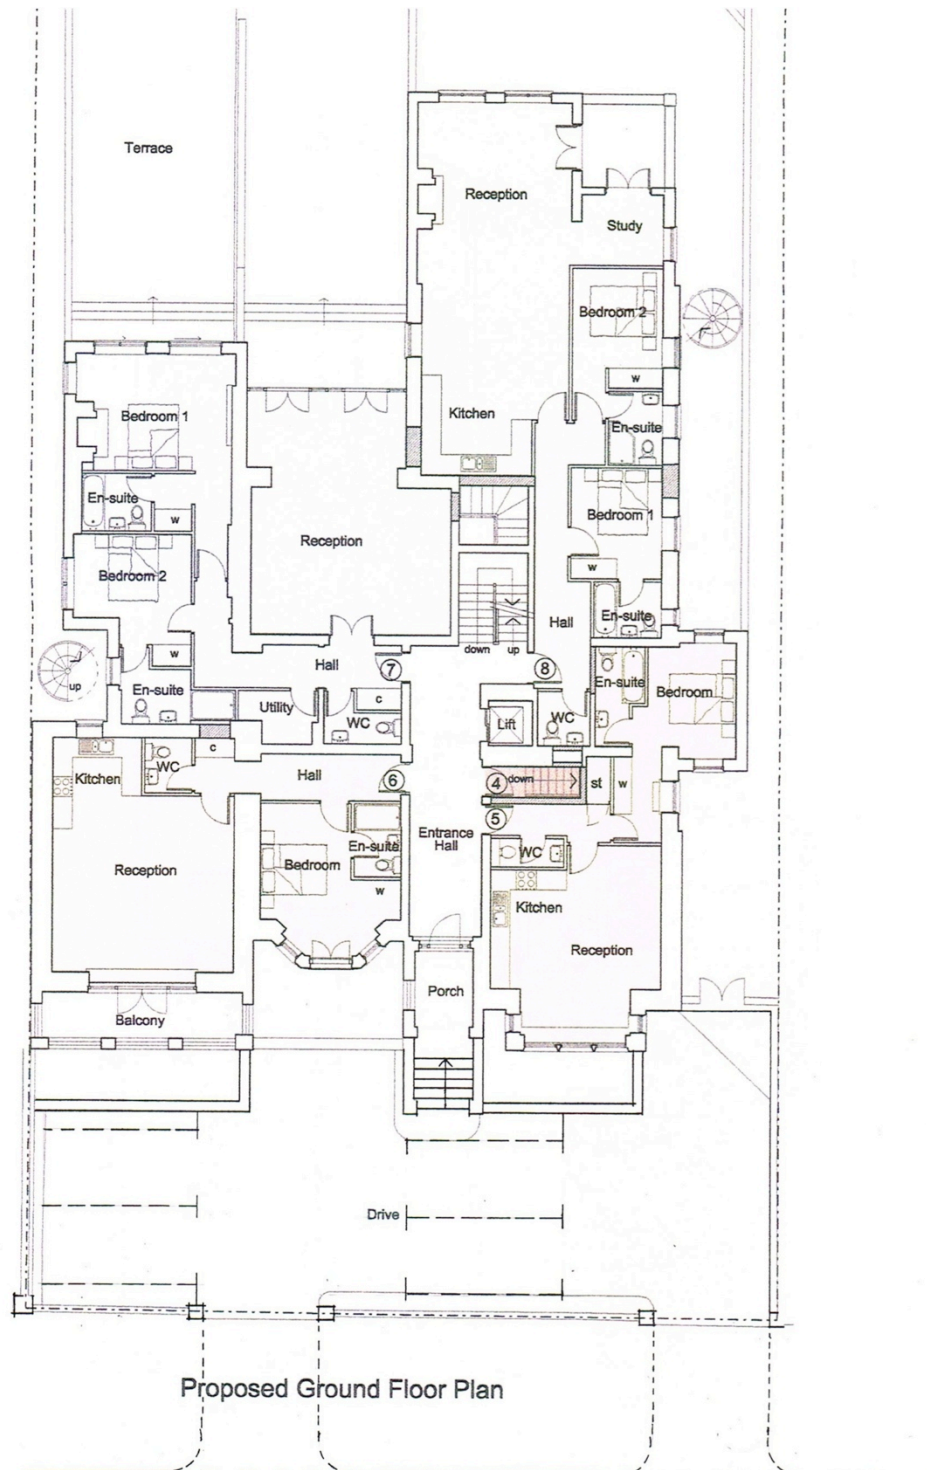 Terrace
Reception
Study
Bedroom 2
w
Kitchen
En-suite
Bedroom 1
En-suite
w
Reception
Bedroom 1
w
Bedroom 2
w
En-suite
Hall
En-suite
down
up
Hall
7
8
En-suite
Bedroom
up
Utility
c
WC
Lift
WC
WC
c
Kitchen
Hall
6
4
down
st
w
5
Entrance
Hall
Reception
Bedroom
En-suite
w
WC
Kitchen
Reception
Porch
Balcony
Drive
Proposed Ground Floor Plan